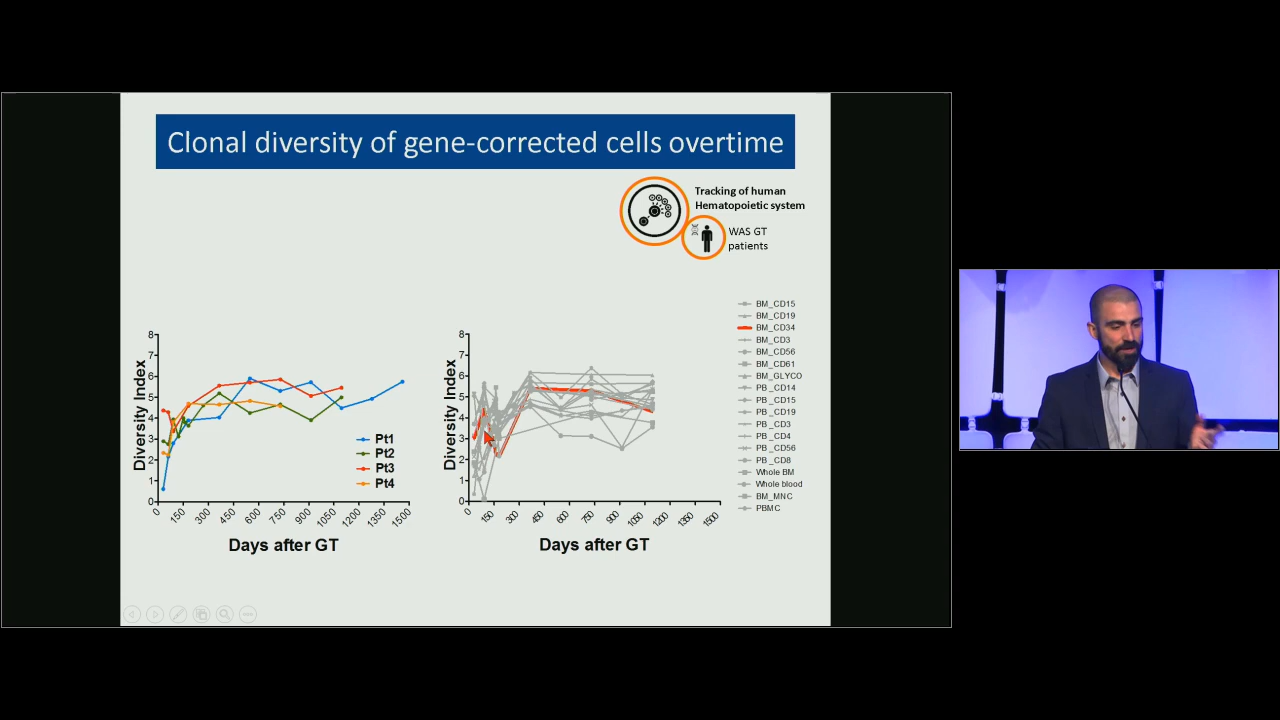 Clonal diversity of gene-corrected cells overtime
Tracking of human
Hematopoietic system
WAS GT
patients
Diversity Index
8
7
6
5
4
3
2
1
0
0 150 300 450 600 750 900 1050 1200 1350 1500
Days after GT
Pt1
Pt2
Pt3
Pt4
Diversity Index
8
7
6
5
4
3
2
1
0
0 150 300 450 600 750 900 1050 1200 1350 1500
Days after GT
BM_CD15
BM_CD19
BM_CD34
BM_CD3
BM_CD56
BM_CD61
BM_GLYCO
PB_CD14
PB_CD15
PB_CD19
PB_CD3
PB_CD4
PB_CD56
PB_CD8
Whole BM
Whole blood
BM_MNC
PBMC